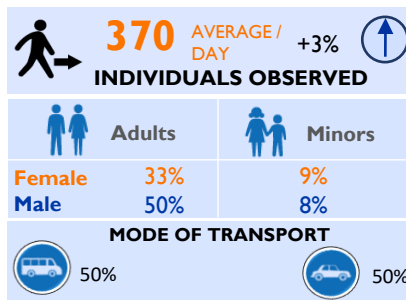 370 AVERAGE / DAY +3%
INDIVIDUALS OBSERVED
Adults Minors
Female 33% 9%
Male 50% 8%
MODE OF TRANSPORT
50% 50%